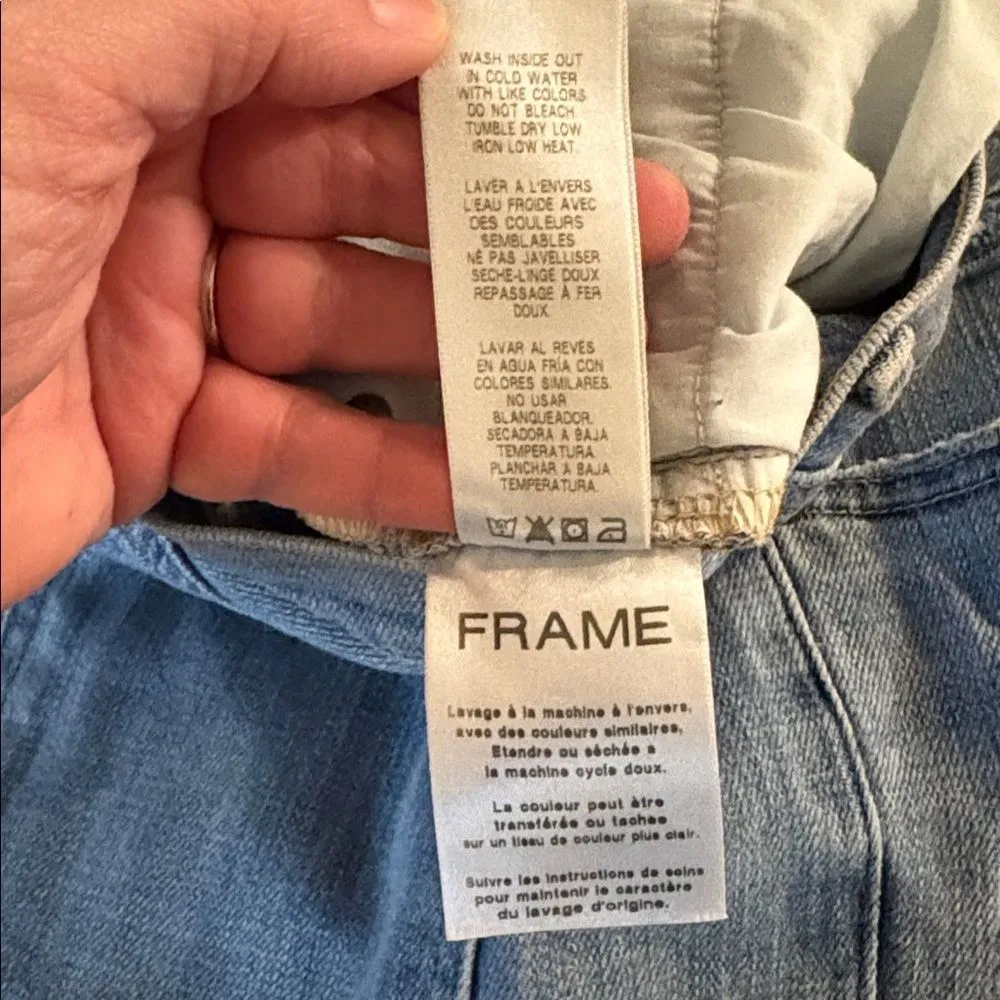 WASH INSIDE OUT
IN COLD WATER
WITH LIKE COLORS
DO NOT BLEACH
TUMBLE DRY LOW
IRON LOW HEAT.
LAVER A L'ENVERS
L'EAU FROIDE AVEC
DES COULEURS
SEMBLABLES
NE PAS JAVELLISER
SECHE-LINGE DOUX
REPASSAGE À FER
DOUX.
LAVAR AL REVES
EN AGUA FRÍA CON
COLORES SIMILARES.
NO USAR
BLANQUEADOR.
SECADORA A BAJA
TEMPERATURA.
PLANCHAR A BAJA
TEMPERATURA.
FRAME
Lavage à la machine à l'envers,
avec des couleurs similaires,
Etendre ou séchée a
la machine cycle doux.
La couleur peut être
transférée ou taches
sur un tissu de couleur plus clair.
Suivre les instructions de soins
pour maintenir le caractère
du lavage d'origine.